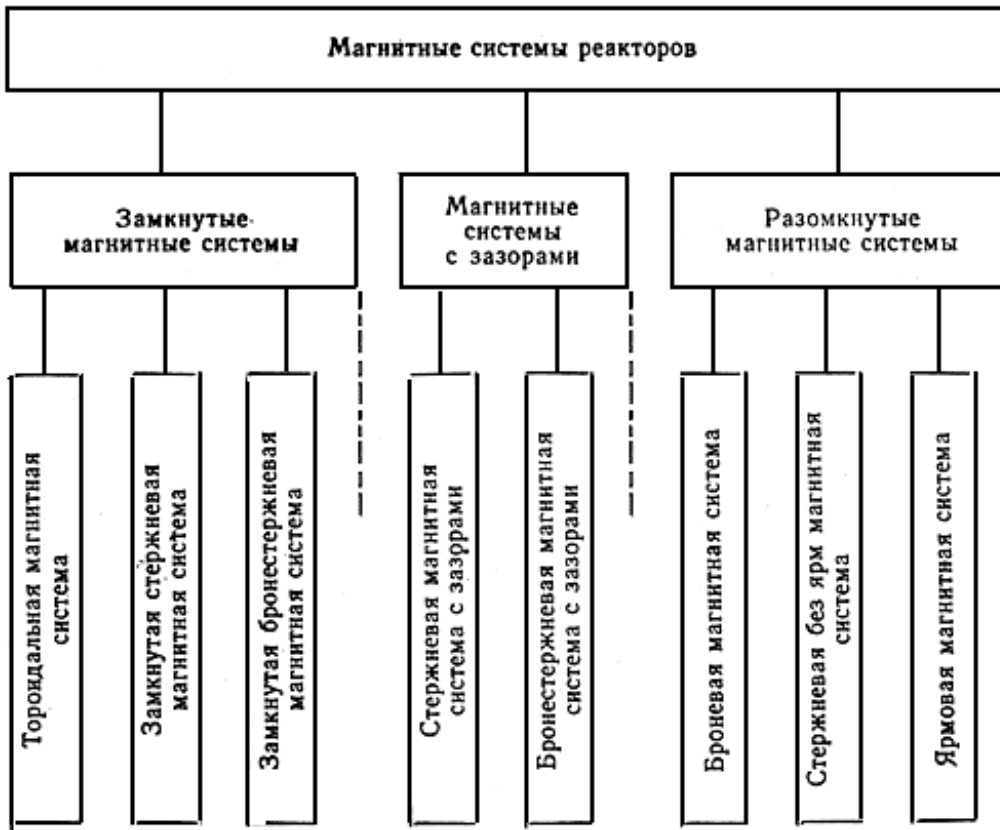 Магнитные системы реакторов
Замкнутые-
магнитные системы
Магнитные
системы
с зазорами
Разомкнутые
магнитные системы
Тороидальная магнитная
система
Замкнутая стержневая
магнитная система
Замкнутая бронестержневая
магнитная система
Стержневая магнитная
система с зазорами
Бронестержневая магнитная
система с зазорами
Броневая магнитная система
Стержневая без ярм магнитная
система
Ярмовая магнитная система